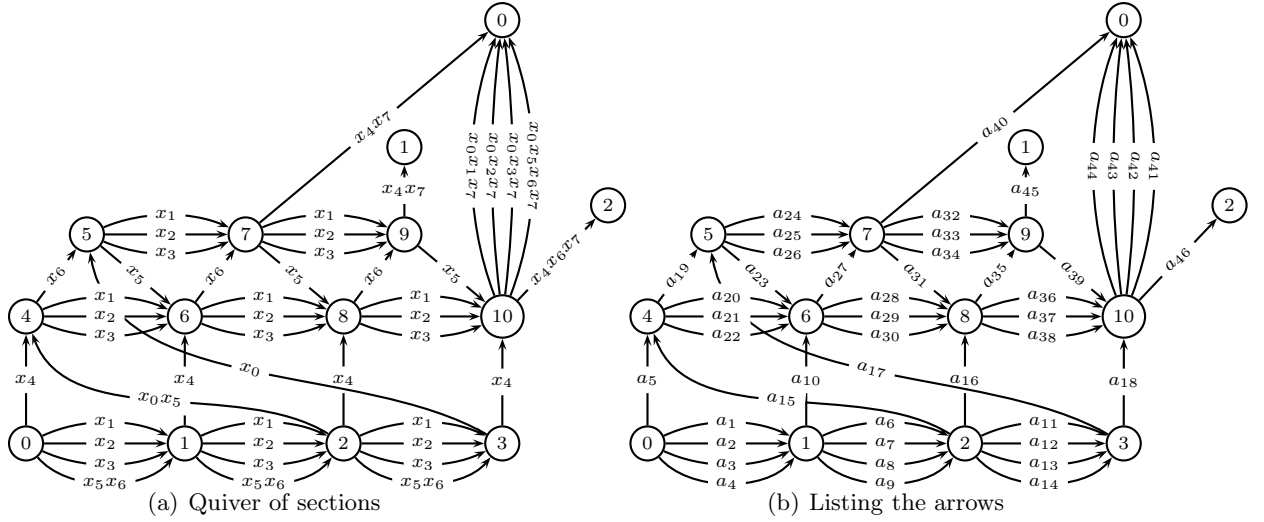 0
0
x₄x₇
x₀x₁x₇
x₀x₂x₇
x₀x₃x₇
x₀x₅x₆x₇
a₄₀
a₄₄
a₄₃
a₄₂
a₄₁
1
1
x₄x₇
a₄₅
2
2
x₄x₆x₇
a₄₆
5 x₁ 7 x₁ 9
x₂ x₂
x₃ x₃
5 a₂₄ 7 a₃₂ 9
a₂₅ a₃₃
a₂₆ a₃₄
x₆ x₅ x₆ x₅ x₆ x₅
a₁₉ a₂₃ a₂₇ a₃₁ a₃₅ a₃₉
4 x₁ 6 x₁ 8 x₁ 10
x₂ x₂ x₂
x₃ x₃ x₃
4 a₂₀ 6 a₂₈ 8 a₃₆ 10
a₂₁ a₂₉ a₃₇
a₂₂ a₃₀ a₃₈
x₄ x₄ x₀ x₄ x₄
x₀x₅
a₅ a₁₀ a₁₇ a₁₆ a₁₈
a₁₅
0 x₁ 1 x₁ 2 x₁ 3
x₂ x₂ x₂
x₃ x₃ x₃
x₅x₆ x₅x₆ x₅x₆
0 a₁ 1 a₆ 2 a₁₁ 3
a₂ a₇ a₁₂
a₃ a₈ a₁₃
a₄ a₉ a₁₄
(a) Quiver of sections
(b) Listing the arrows